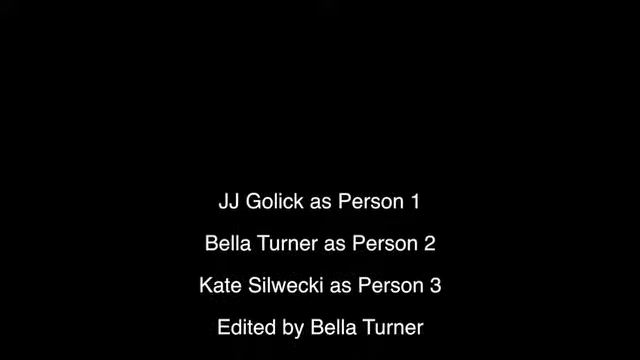 JJ Golick as Person 1
Bella Turner as Person 2
Kate Silwecki as Person 3
Edited by Bella Turner